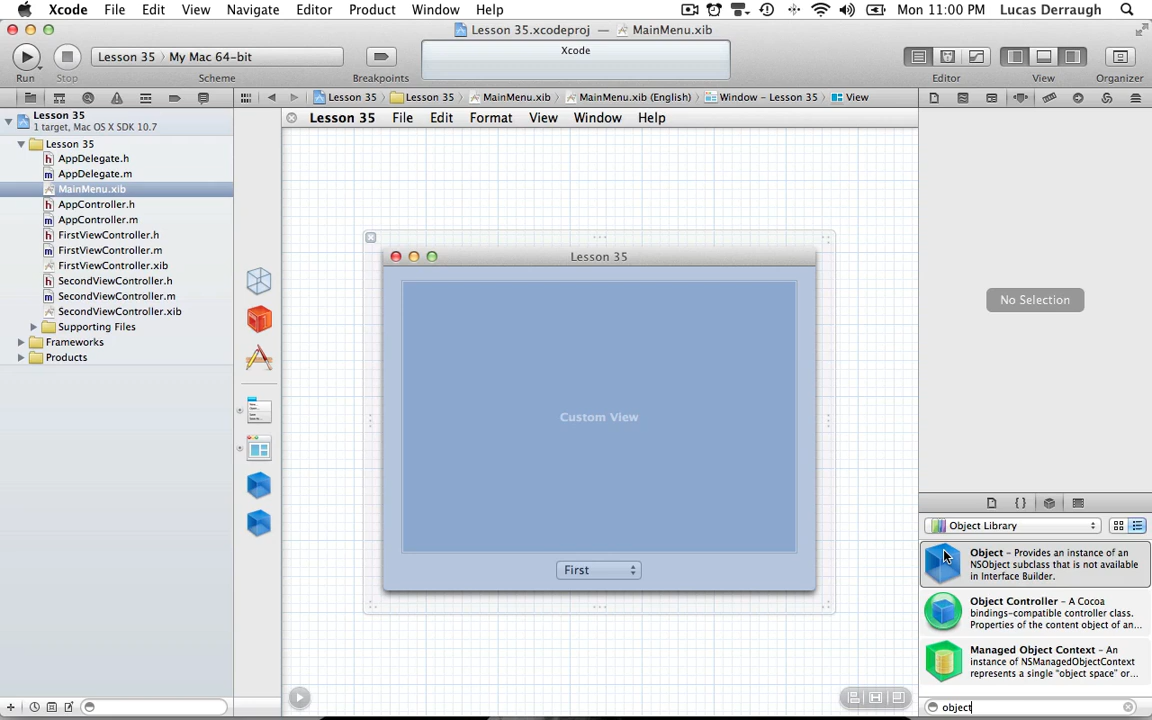 Xcode File Edit View Navigate Editor Product Window Help Mon 11:00 PM Lucas Derraugh
Lesson 35.xcodeproj — MainMenu.xib
Lesson 35 〉 My Mac 64-bit
Xcode
Run Stop Scheme Breakpoints Editor View Organizer
Lesson 35 〉 Lesson 35 〉 MainMenu.xib 〉 MainMenu.xib (English) 〉 Window – Lesson 35 〉 View
Lesson 35
1 target, Mac OS X SDK 10.7
Lesson 35 File Edit Format View Window Help
Lesson 35
AppDelegate.h
AppDelegate.m
MainMenu.xib
AppController.h
AppController.m
FirstViewController.h
FirstViewController.m
FirstViewController.xib
SecondViewController.h
SecondViewController.m
SecondViewController.xib
Supporting Files
Frameworks
Products
Lesson 35
Custom View
First
No Selection
Object Library
Object – Provides an instance of an
NSObject subclass that is not available
in Interface Builder.
Object Controller – A Cocoa
bindings-compatible controller class.
Properties of the content object of an...
Managed Object Context – An
instance of NSManagedObjectContext
represents a single "object space" or...
object